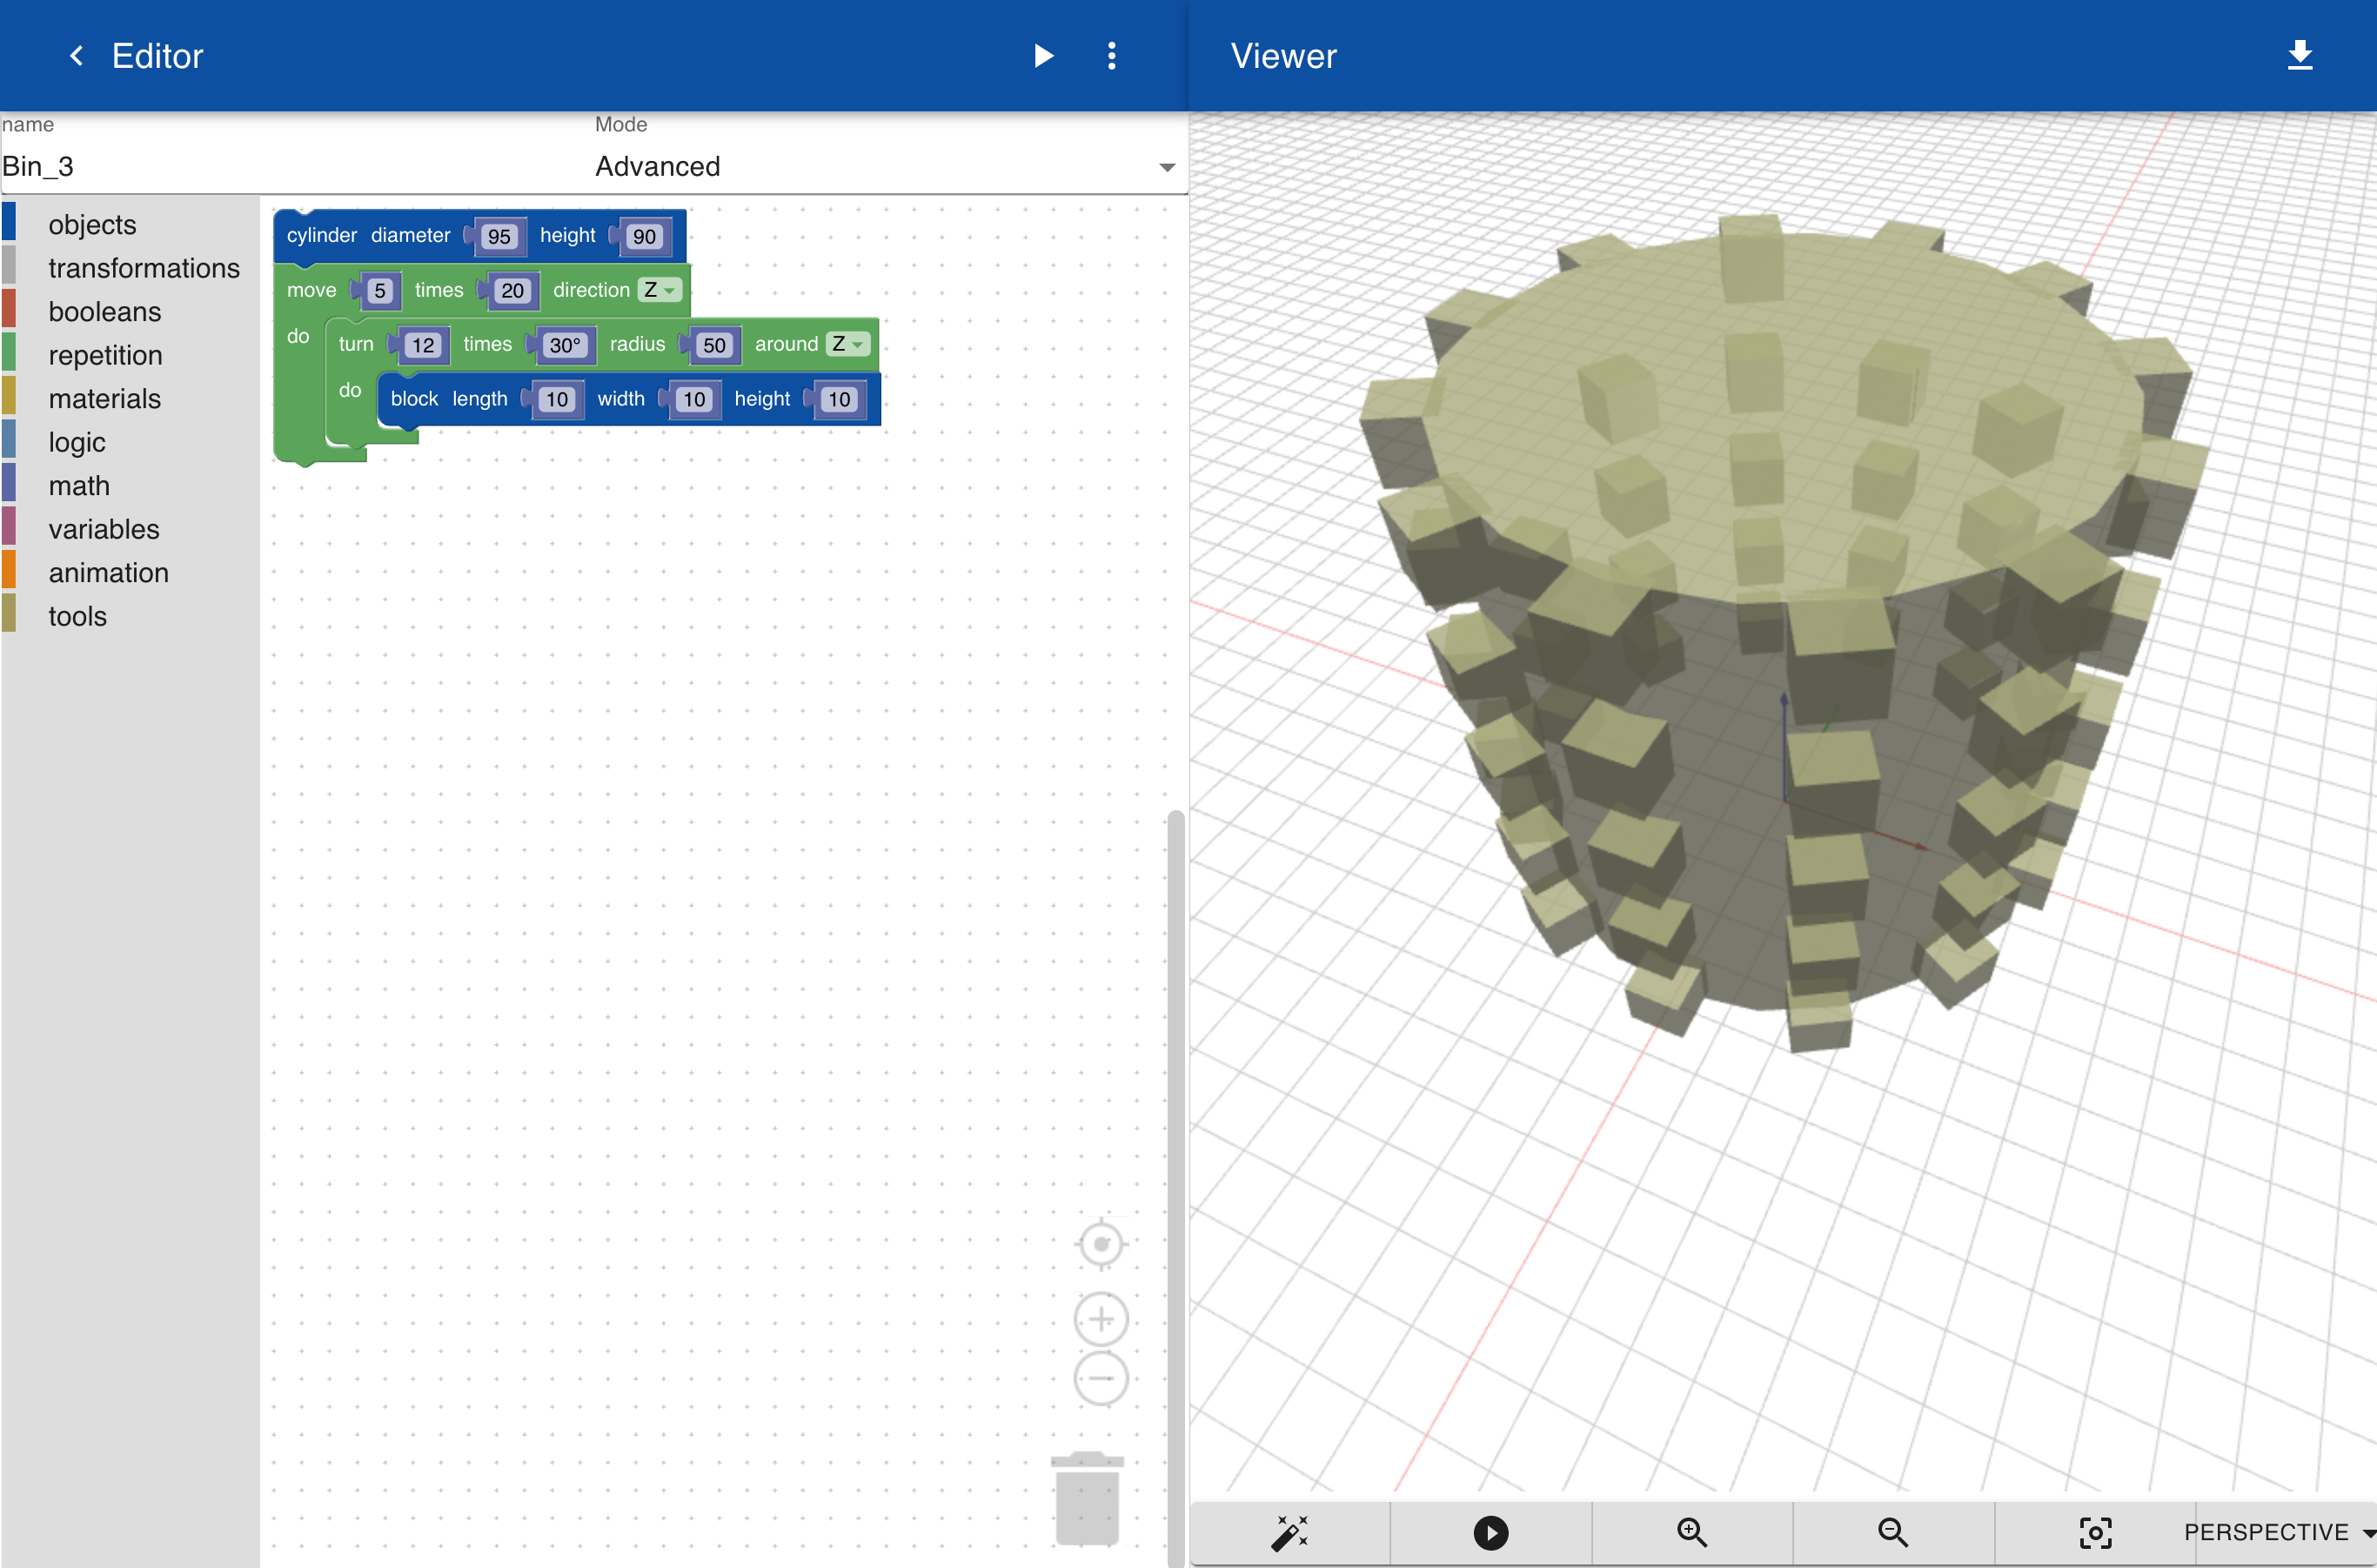 Editor
Viewer
name
Mode
Bin_3
Advanced
objects
transformations
booleans
repetition
materials
logic
math
variables
animation
tools
cylinder diameter 95 height 90
move 5 times 20 direction Z
do
turn 12 times 30° radius 50 around Z
do
block length 10 width 10 height 10
PERSPECTIVE